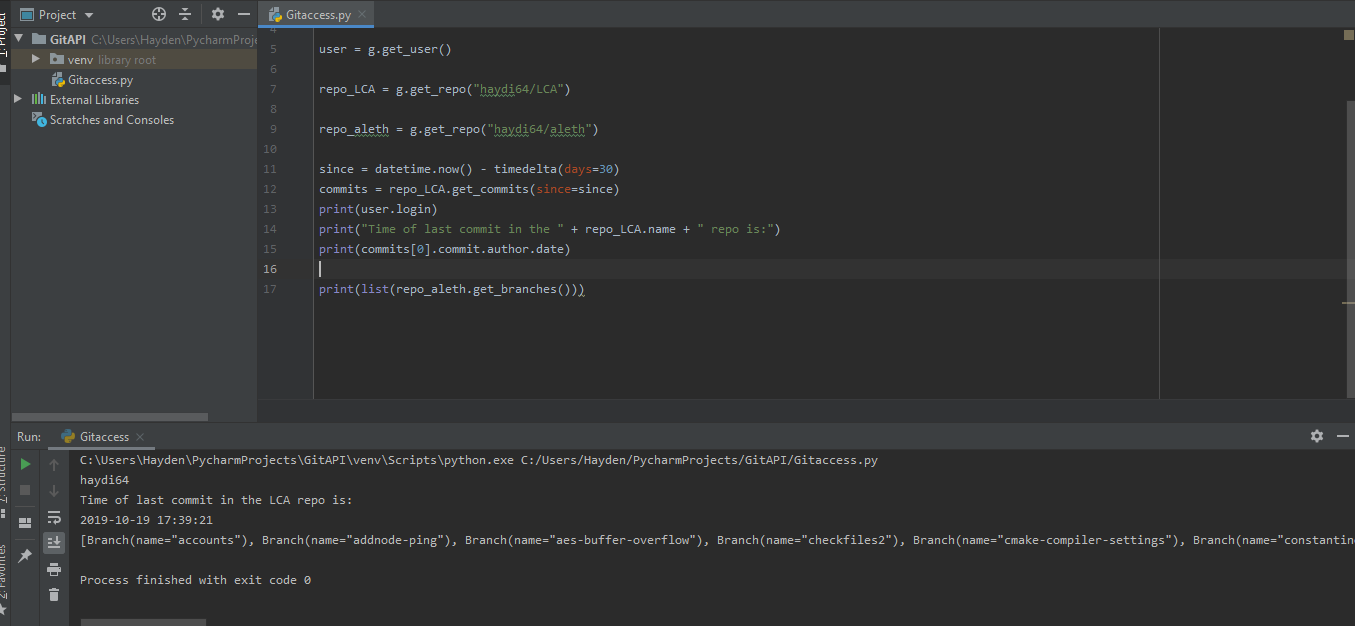 Project
Gitaccess.py
1: Project
GitAPI C:\Users\Hayden\PycharmProje
venv library root
Gitaccess.py
External Libraries
Scratches and Consoles
4
5 user = g.get_user()
6
7 repo_LCA = g.get_repo("haydi64/LCA")
8
9 repo_aleth = g.get_repo("haydi64/aleth")
10
11 since = datetime.now() - timedelta(days=30)
12 commits = repo_LCA.get_commits(since=since)
13 print(user.login)
14 print("Time of last commit in the " + repo_LCA.name + " repo is:")
15 print(commits[0].commit.author.date)
16
17 print(list(repo_aleth.get_branches()))
Run: Gitaccess
7: Structure
2: Favorites
C:\Users\Hayden\PycharmProjects\GitAPI\venv\Scripts\python.exe C:/Users/Hayden/PycharmProjects/GitAPI/Gitaccess.py
haydi64
Time of last commit in the LCA repo is:
2019-10-19 17:39:21
[Branch(name="accounts"), Branch(name="addnode-ping"), Branch(name="aes-buffer-overflow"), Branch(name="checkfiles2"), Branch(name="cmake-compiler-settings"), Branch(name="constantin
Process finished with exit code 0